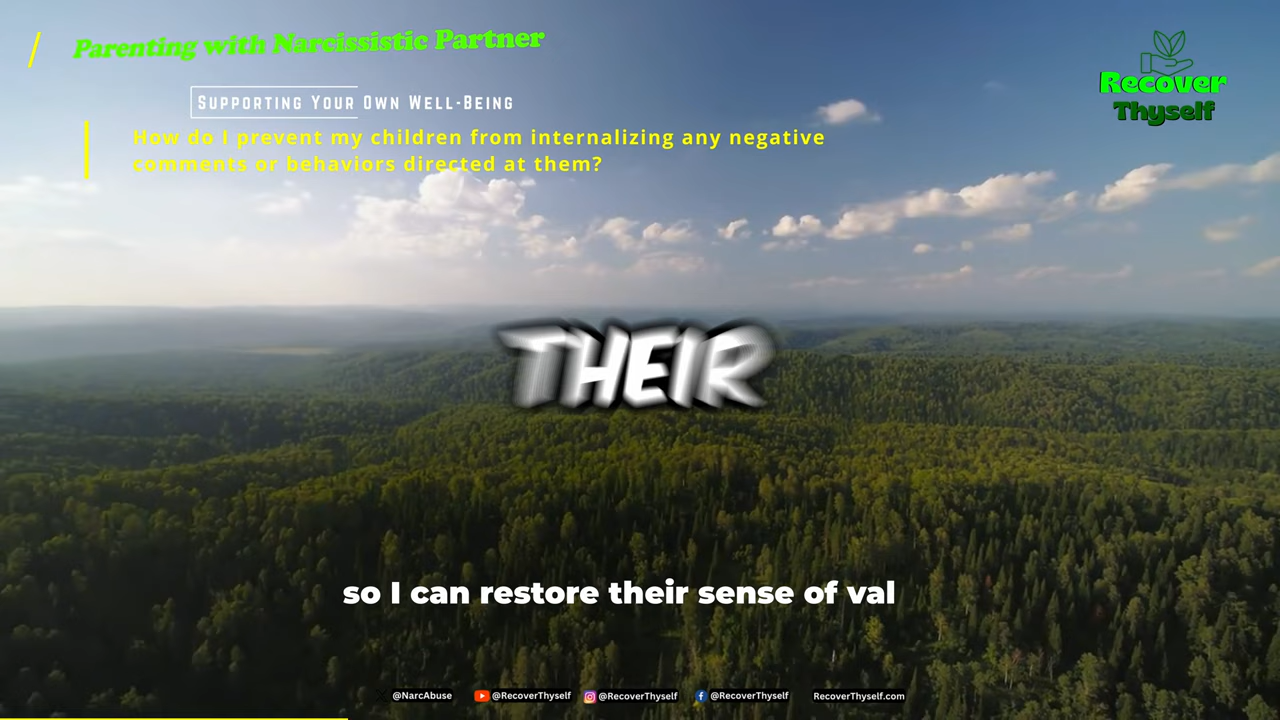 Parenting with Narcissistic Partner
Recover
Thyself
Supporting Your Own Well-Being
How do I prevent my children from internalizing any negative
comments or behaviors directed at them?
THEIR
so I can restore their sense of val
@NarcAbuse @RecoverThyself @RecoverThyself @RecoverThyself RecoverThyself.com